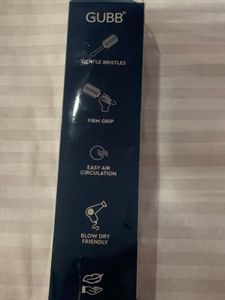 GUBB®
GENTLE BRISTLES
FIRM GRIP
EASY AIR
CIRCULATION
BLOW DRY
FRIENDLY